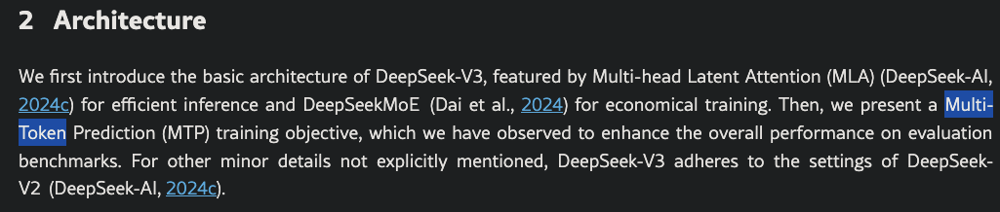 2 Architecture
We first introduce the basic architecture of DeepSeek-V3, featured by Multi-head Latent Attention (MLA) (DeepSeek-AI,
2024c) for efficient inference and DeepSeekMoE (Dai et al., 2024) for economical training. Then, we present a Multi-
Token Prediction (MTP) training objective, which we have observed to enhance the overall performance on evaluation
benchmarks. For other minor details not explicitly mentioned, DeepSeek-V3 adheres to the settings of DeepSeek-
V2 (DeepSeek-AI, 2024c).